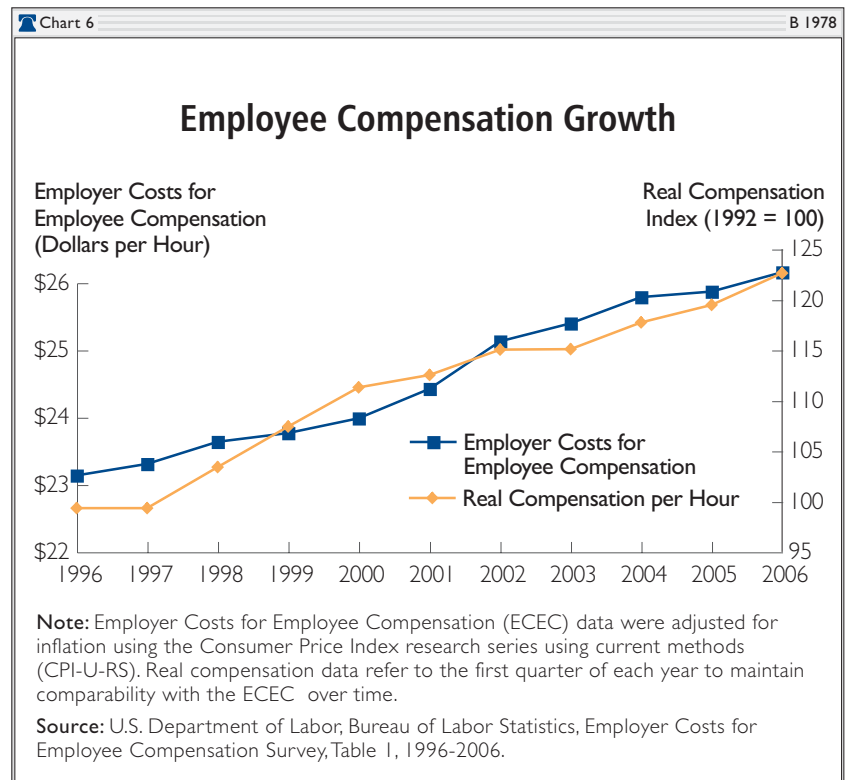 Chart 6 B 1978
Employee Compensation Growth
Employer Costs for
Employee Compensation
(Dollars per Hour)
Real Compensation
Index (1992 = 100)
$26
$25
$24
$23
$22
125
120
115
110
105
100
95
Employer Costs for
Employee Compensation
Real Compensation per Hour
1996 1997 1998 1999 2000 2001 2002 2003 2004 2005 2006
Note: Employer Costs for Employee Compensation (ECEC) data were adjusted for
inflation using the Consumer Price Index research series using current methods
(CPI-U-RS). Real compensation data refer to the first quarter of each year to maintain
comparability with the ECEC over time.
Source: U.S. Department of Labor, Bureau of Labor Statistics, Employer Costs for
Employee Compensation Survey, Table 1, 1996-2006.